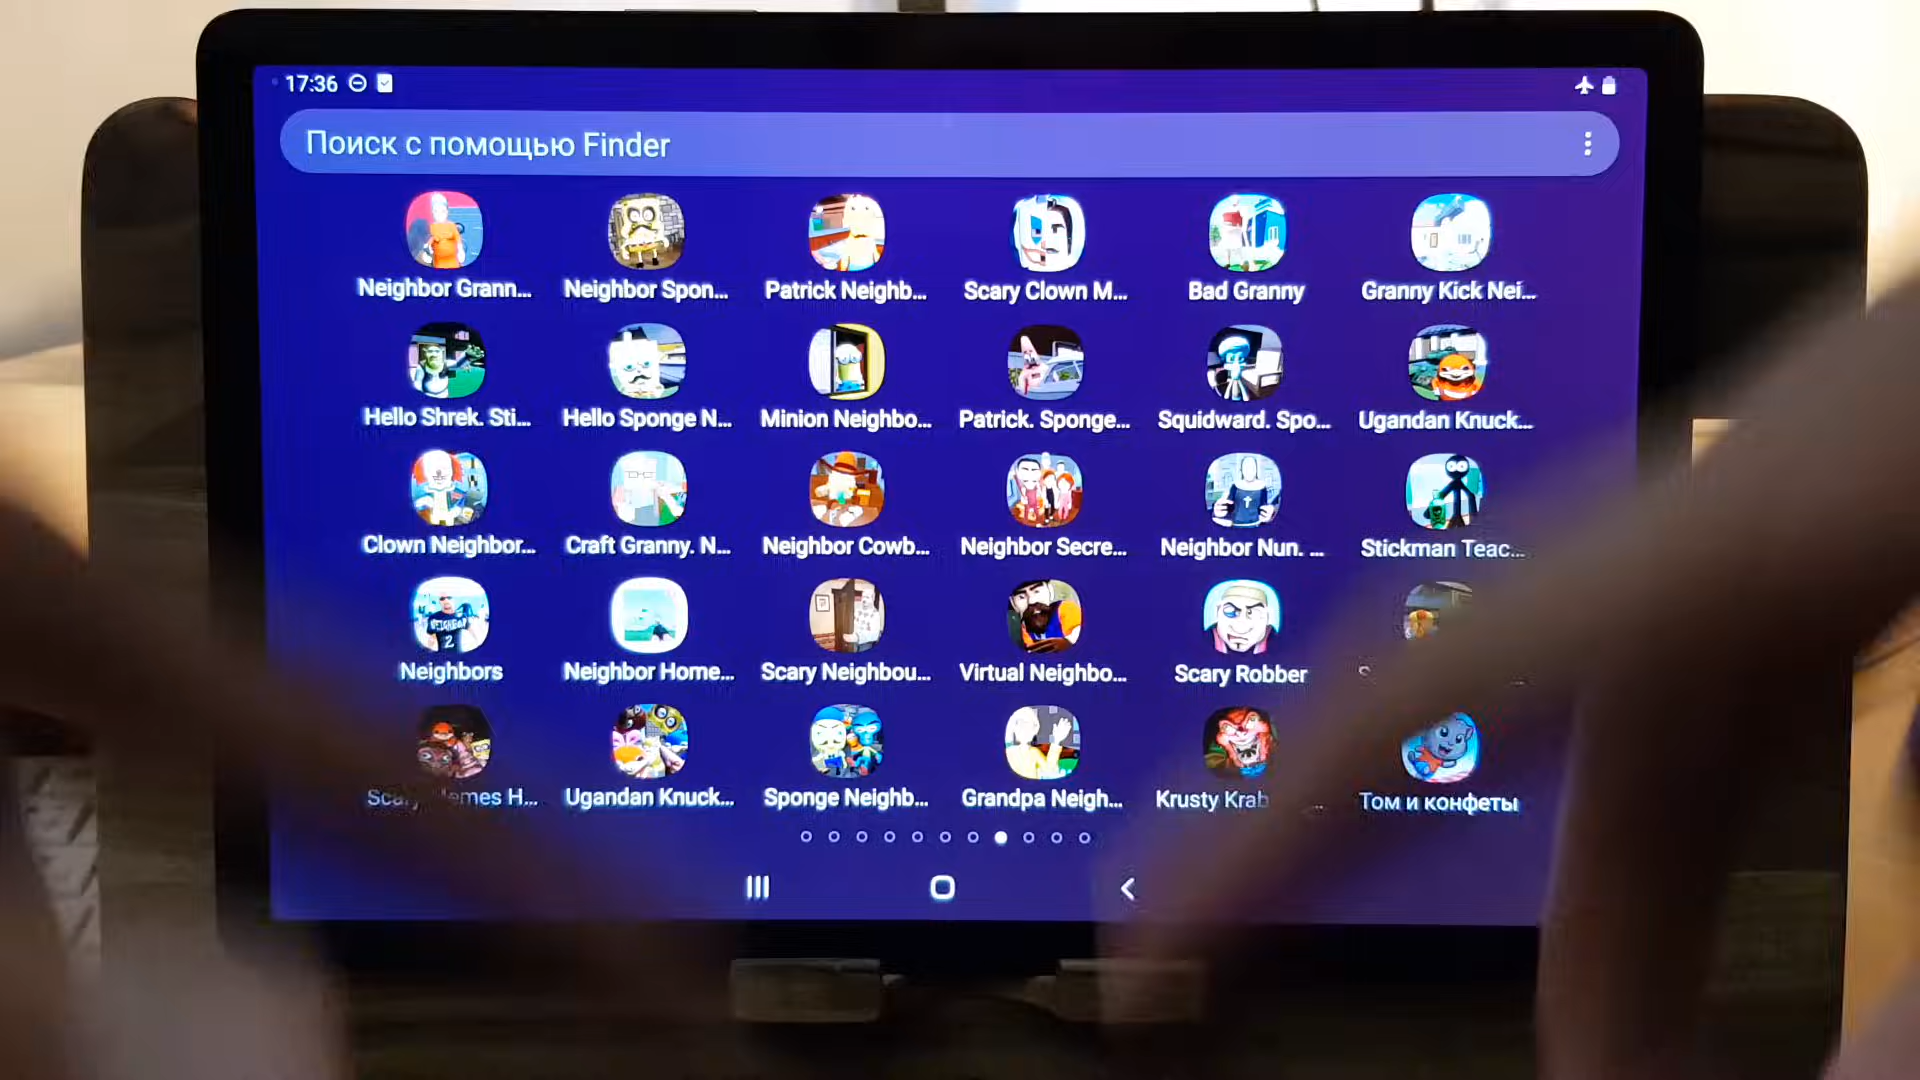 17:36
Поиск с помощью Finder
Neighbor Grann...
Neighbor Spon...
Patrick Neighb...
Scary Clown M...
Bad Granny
Granny Kick Nei...
Hello Shrek. Sti...
Hello Sponge N...
Minion Neighbo...
Patrick. Sponge...
Squidward. Spo...
Ugandan Knuck...
Clown Neighbor...
Craft Granny. N...
Neighbor Cowb...
Neighbor Secre...
Neighbor Nun. ...
Stickman Teac...
NEIGHBOR
2
Neighbors
Neighbor Home...
Scary Neighbou...
Virtual Neighbo...
Scary Robber
H...
Ugandan Knuck...
Sponge Neighb...
Grandpa Neigh...
Krusty Krab
Том и конфеты